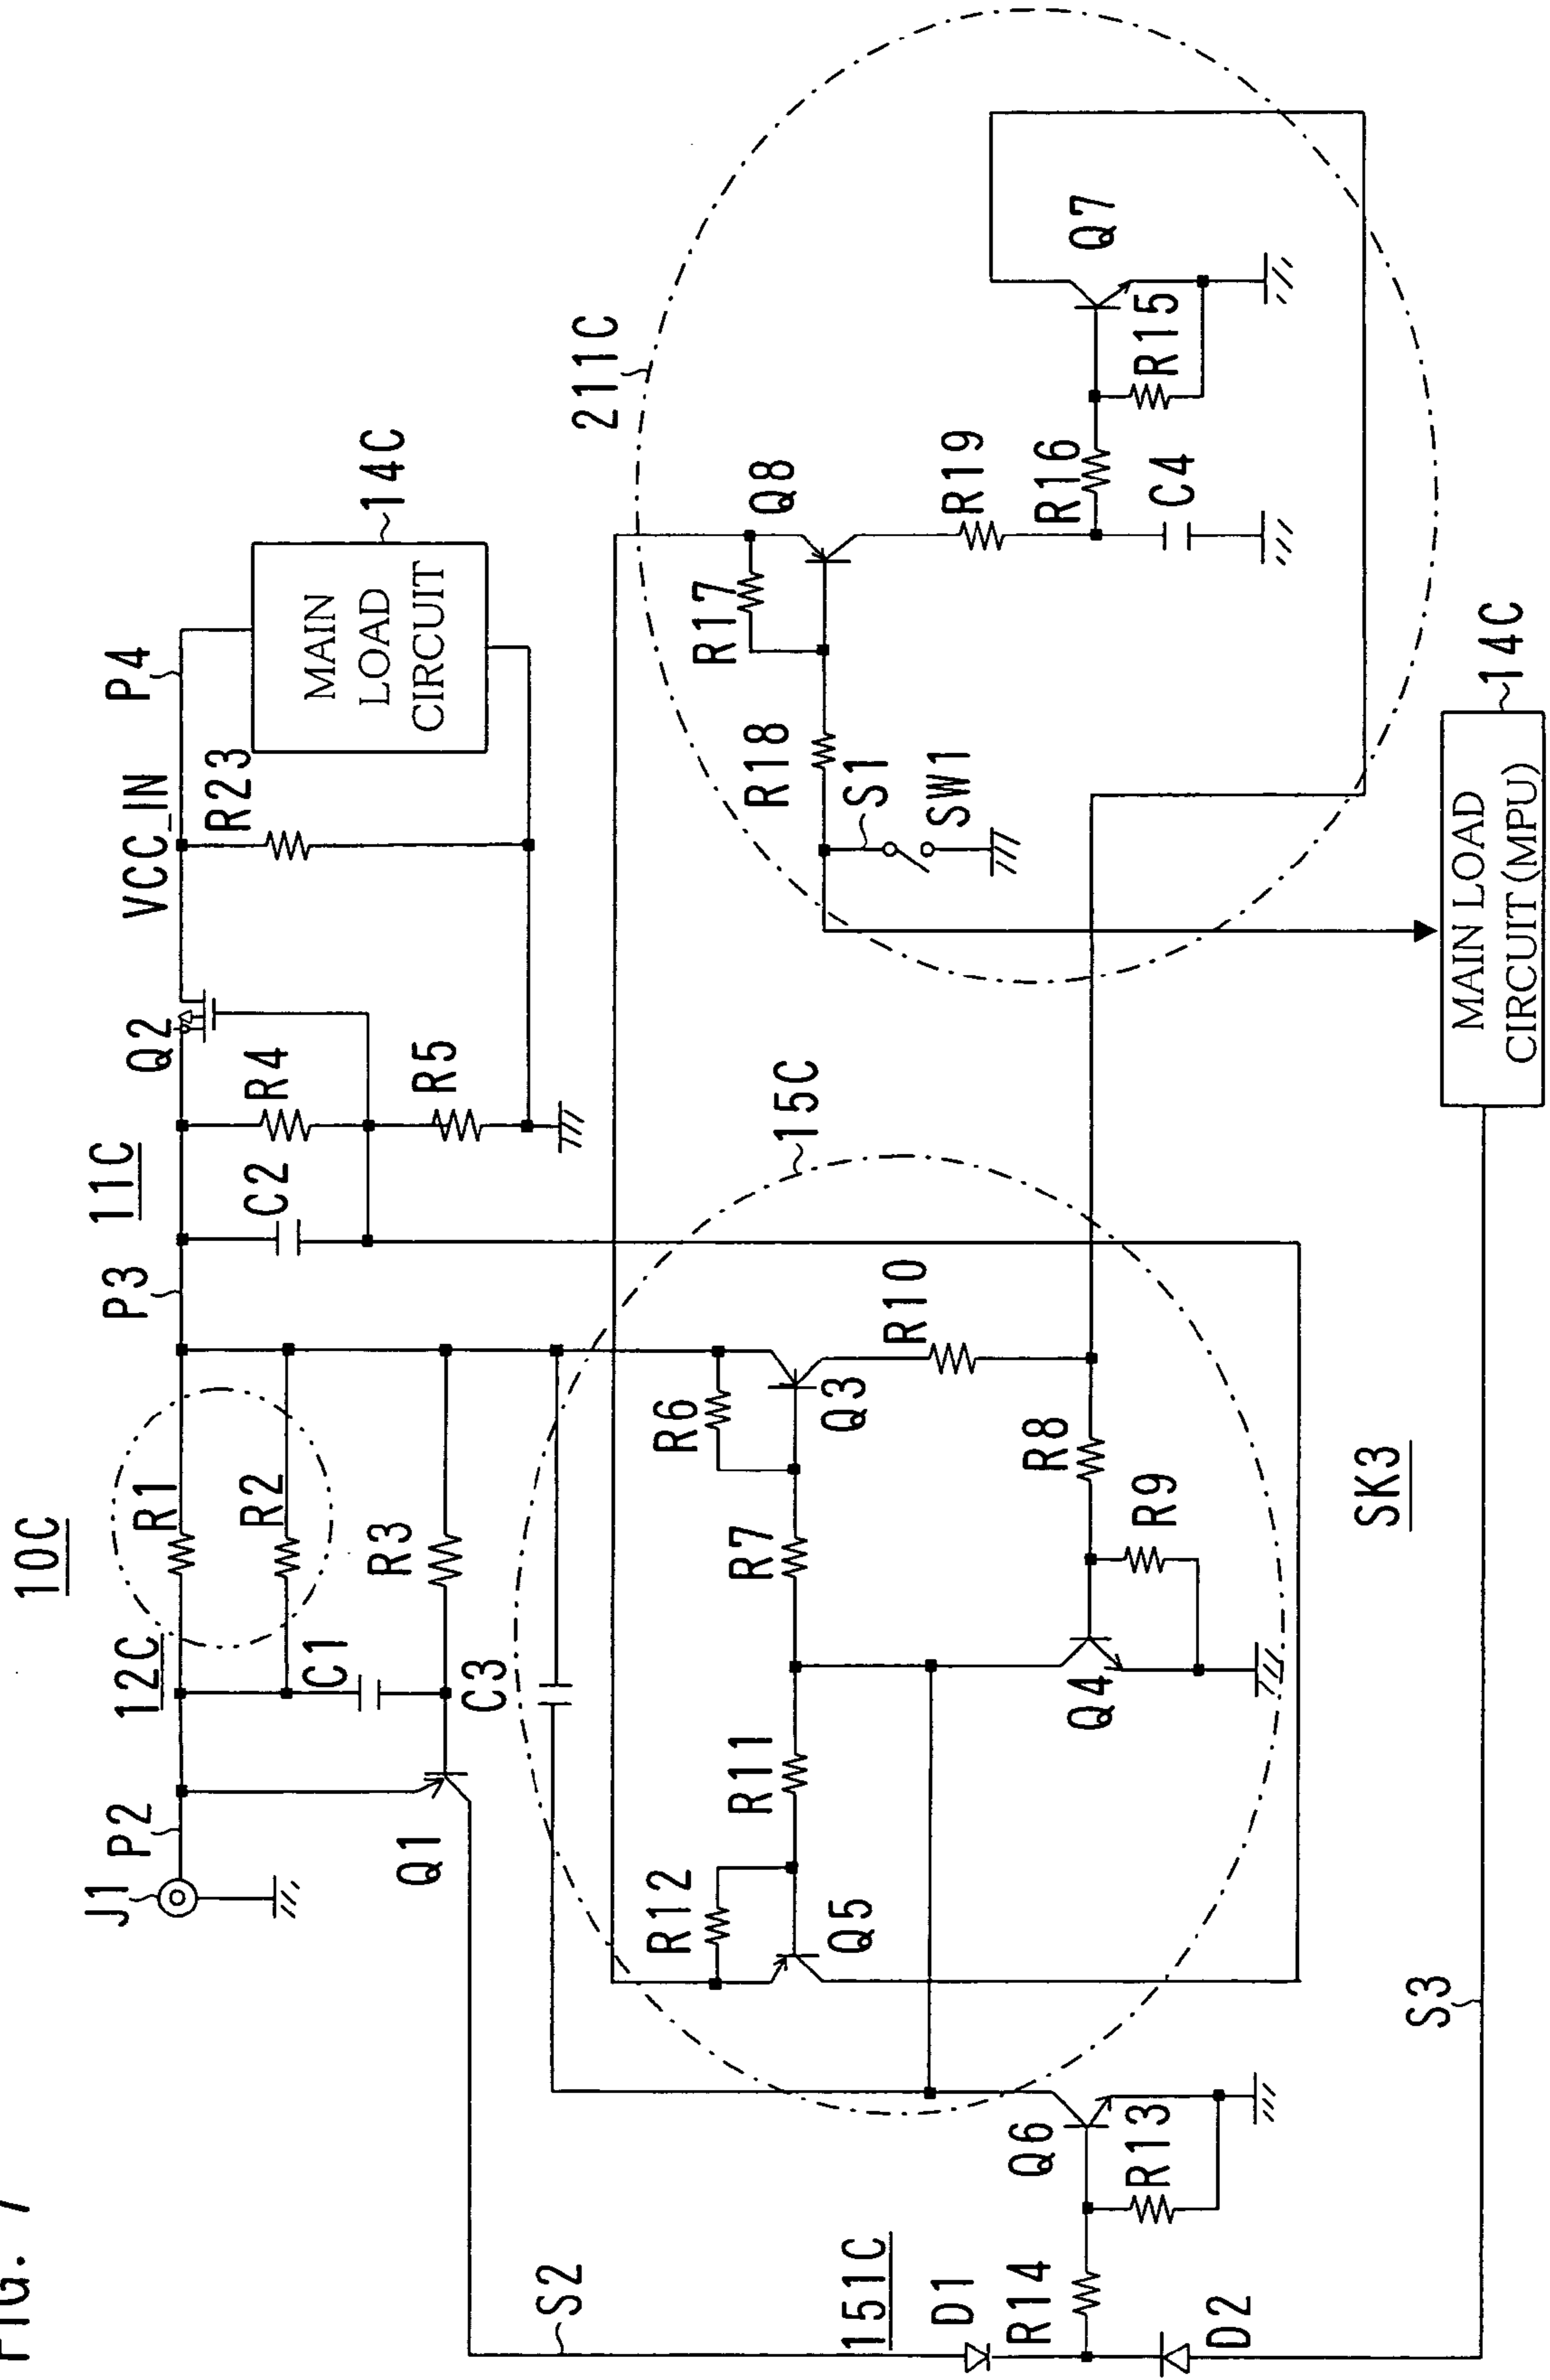 FIG. 7
10C
11C
12C
J1
P2
R1
P3
Q2
VCC_IN
P4
R2
C1
R3
C2
R4
R5
R23
MAIN
LOAD
CIRCUIT
14C
Q1
C3
15C
211C
R12
R11
R7
R6
Q5
Q3
R10
R17
Q8
R18
S1
SW1
R19
R16
C4
R15
Q7
Q4
R8
R9
Q6
R13
S2
151C
D1
R14
D2
S3
SK3
MAIN LOAD
CIRCUIT(MPU)
14C